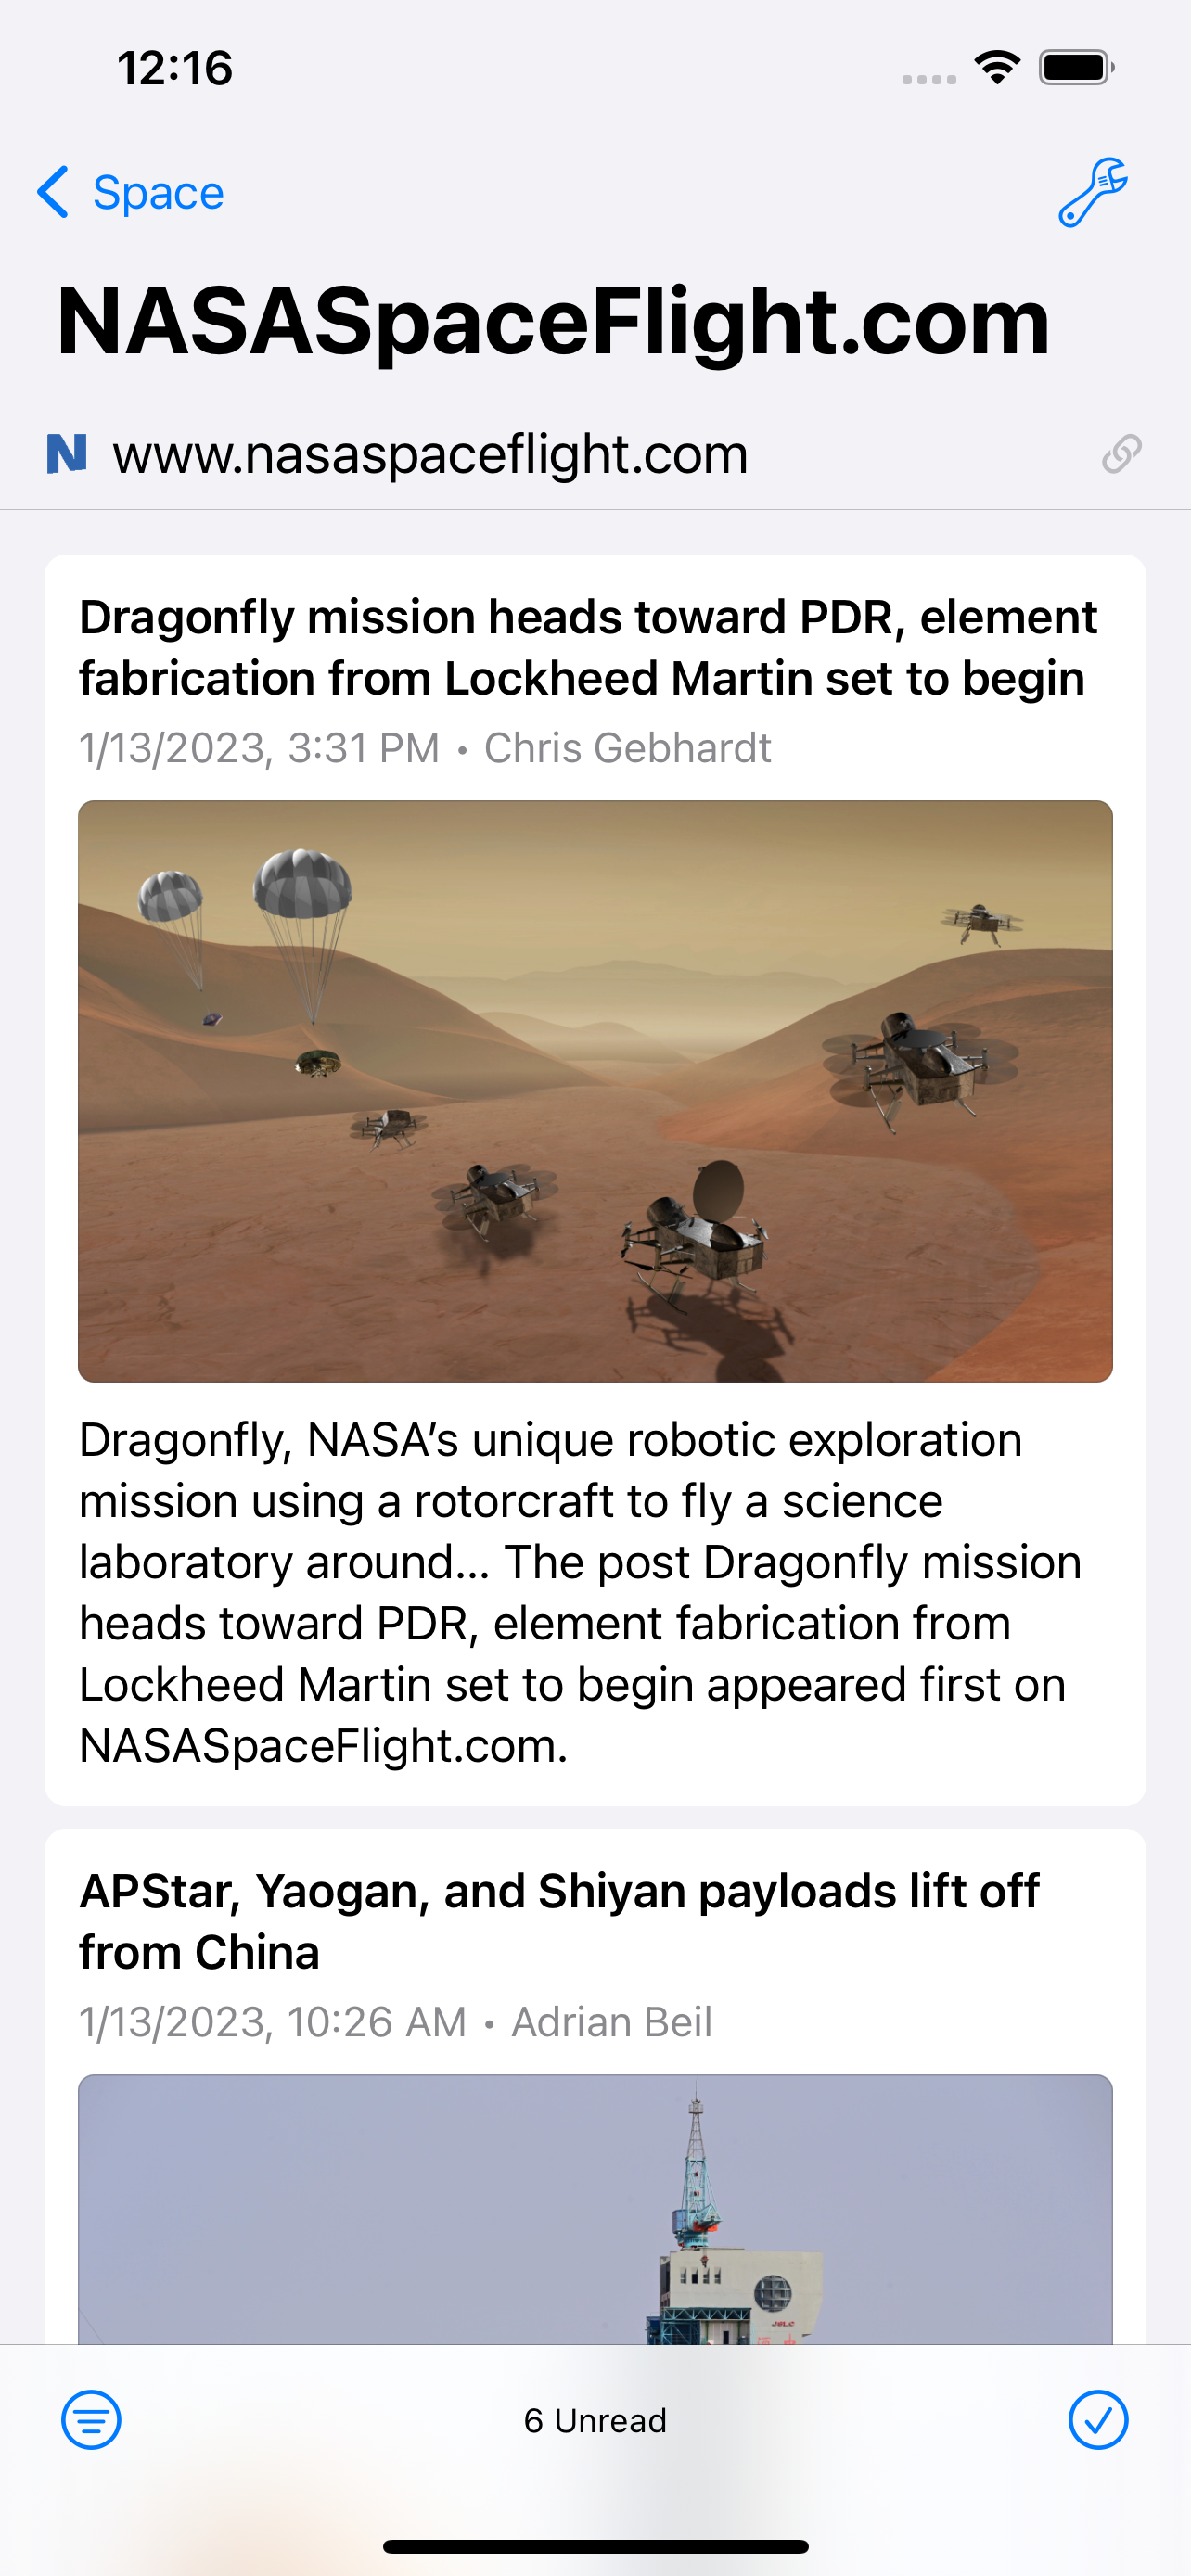 12:16
Space
NASASpaceFlight.com
N www.nasaspaceflight.com
Dragonfly mission heads toward PDR, element
fabrication from Lockheed Martin set to begin
1/13/2023, 3:31 PM • Chris Gebhardt
Dragonfly, NASA’s unique robotic exploration
mission using a rotorcraft to fly a science
laboratory around... The post Dragonfly mission
heads toward PDR, element fabrication from
Lockheed Martin set to begin appeared first on
NASASpaceFlight.com.
APStar, Yaogan, and Shiyan payloads lift off
from China
1/13/2023, 10:26 AM • Adrian Beil
6 Unread